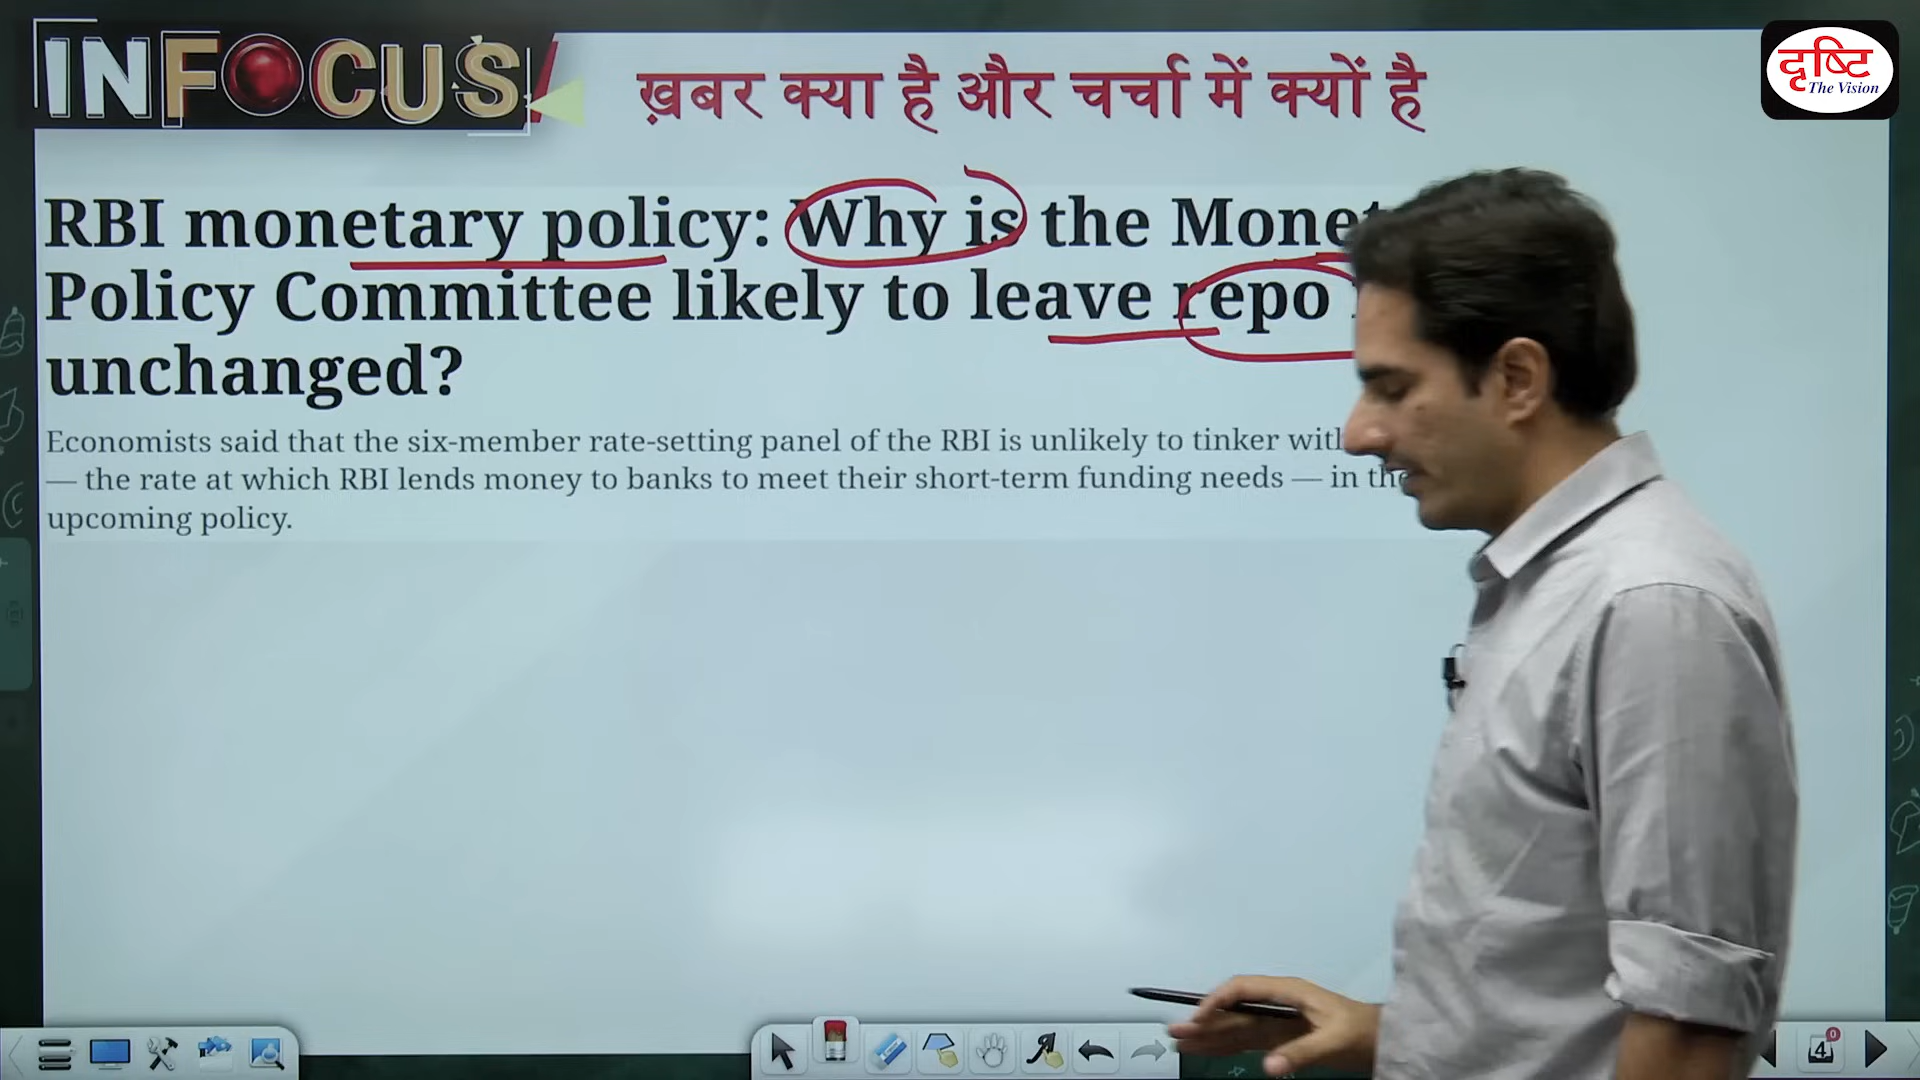 INFOCUS
ख़बर क्या है और चर्चा में क्यों है
दृष्टि
The Vision
RBI monetary policy: Why is the Monet
Policy Committee likely to leave repo
unchanged?
Economists said that the six-member rate-setting panel of the RBI is unlikely to tinker with
— the rate at which RBI lends money to banks to meet their short-term funding needs — in the
upcoming policy.
4
0